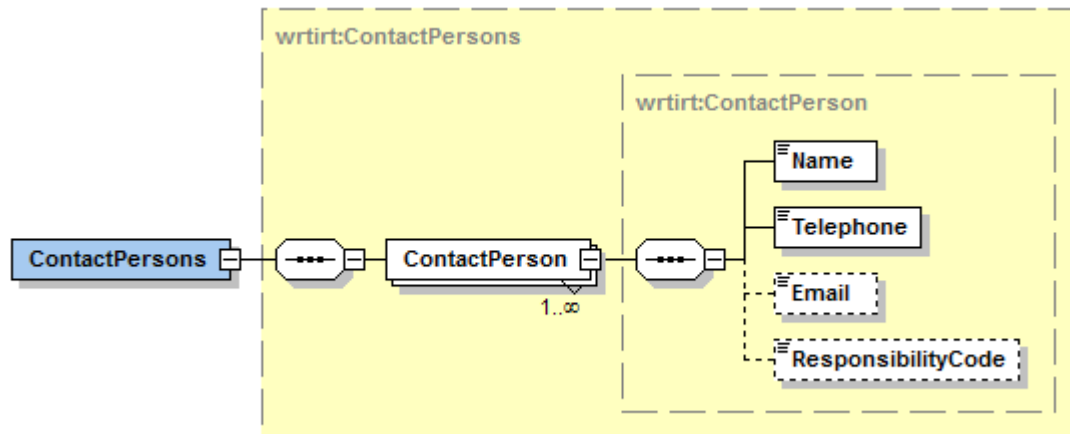 wrtirt:ContactPersons
wrtirt:ContactPerson
Name
Telephone
ContactPersons
ContactPerson
1..∞
Email
ResponsibilityCode